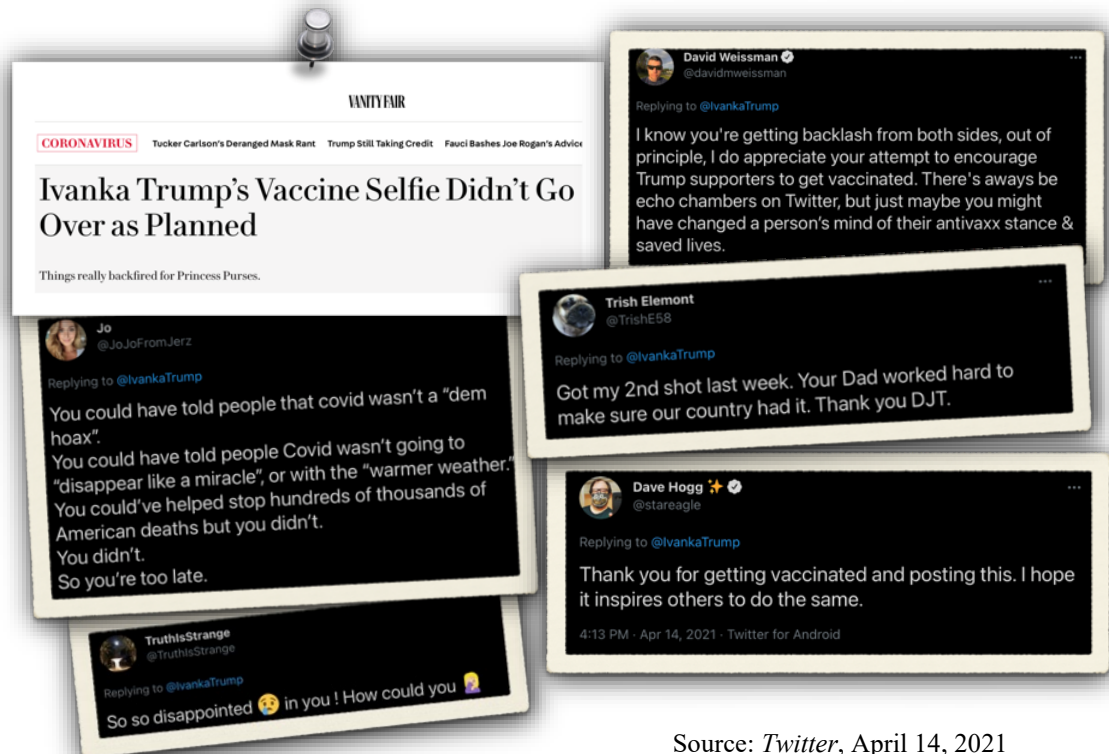 VANITY FAIR
CORONAVIRUS Tucker Carlson's Deranged Mask Rant Trump Still Taking Credit Fauci Bashes Joe Rogan's Advice
Ivanka Trump's Vaccine Selfie Didn't Go
Over as Planned
Things really backfired for Princess Purses.
David Weissman
@davidmweissman
Replying to @IvankaTrump
I know you're getting backlash from both sides, out of
principle, I do appreciate your attempt to encourage
Trump supporters to get vaccinated. There's aways be
echo chambers on Twitter, but just maybe you might
have changed a person's mind of their antivaxx stance &
saved lives.
Trish Elemont
@TrishE58
Replying to @IvankaTrump
Got my 2nd shot last week. Your Dad worked hard to
make sure our country had it. Thank you DJT.
Jo
@JoJoFromJerz
Replying to @IvankaTrump
You could have told people that covid wasn't a "dem
hoax".
You could have told people Covid wasn't going to
"disappear like a miracle", or with the "warmer weather."
You could've helped stop hundreds of thousands of
American deaths but you didn't.
You didn't.
So you're too late.
Dave Hogg ✨
@stareagle
Replying to @IvankaTrump
Thank you for getting vaccinated and posting this. I hope
it inspires others to do the same.
4:13 PM · Apr 14, 2021 · Twitter for Android
TruthIsStrange
@TruthIsStrange
Replying to @IvankaTrump
So so disappointed 😢 in you ! How could you 🤦‍♀️
Source: Twitter, April 14, 2021